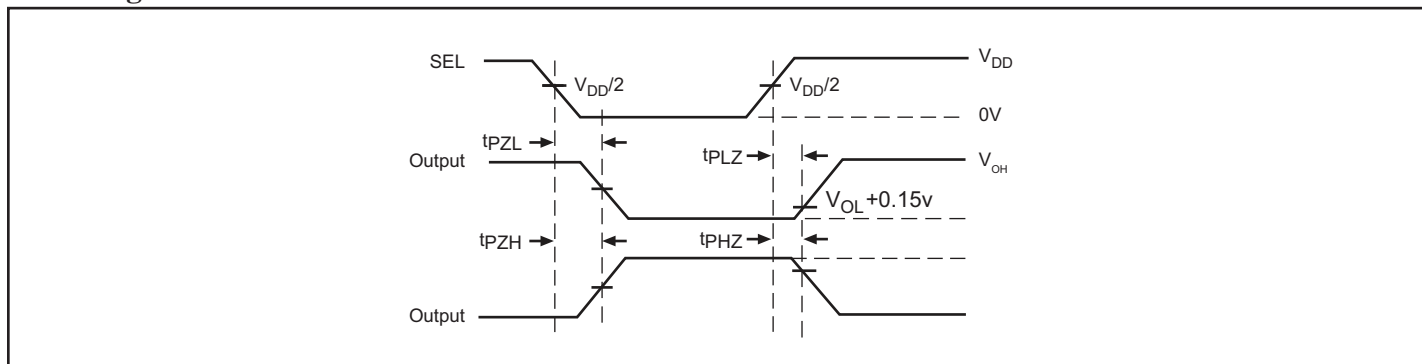 SEL
VDD/2
VDD/2
VDD
0V
tPZL
tPLZ
Output
VOH
VOL+0.15v
tPZH
tPHZ
Output